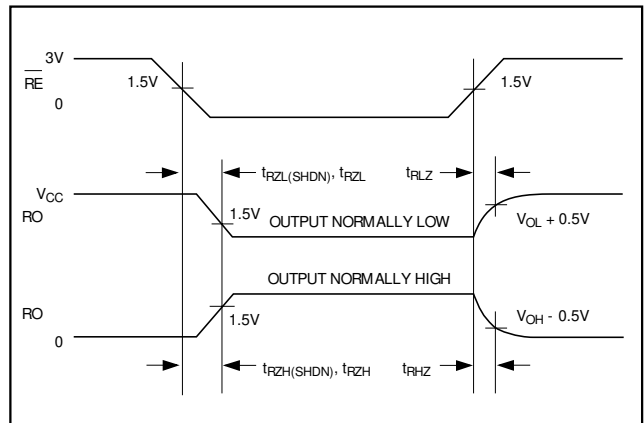 3V
RE
1.5V
1.5V
0
tRZL(SHDN), tRZL
tRLZ
VCC
RO
1.5V
OUTPUT NORMALLY LOW
VOL + 0.5V
OUTPUT NORMALLY HIGH
RO
1.5V
VOH - 0.5V
0
tRZH(SHDN), tRZH
tRHZ